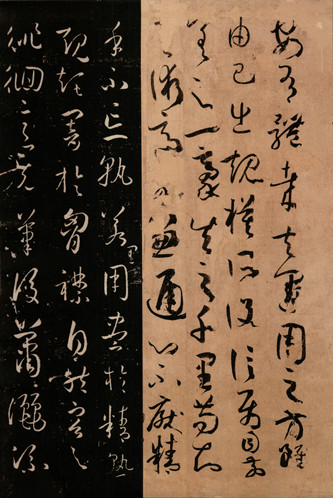 安有體哉夫運用之方雖
由己出規模所設信屬目前
差之一豪失之千里苟知
其術適可兼通心不厭精
手不忘熟若運用盡於精熟
規矩闇於胸襟自然容與
徘徊意先筆後瀟灑流